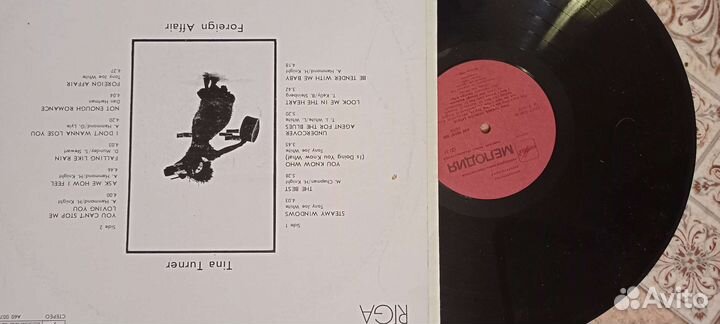 RIGA
СТЕРЕО
А60
Tina Turner
Side 1
STEAMY WINDOWS
Tony Joe White
4.03
THE BEST
M. Chapman/H. Knight
5.28
YOU KNOW WHO
(Is Doing You Know What)
Tony Joe White
3.45
UNDERCOVER
AGENT FOR THE BLUES
T. J. White/L. White
5.20
LOOK ME IN THE HEART
T. Kelly/B. Steinberg
BE TENDER WITH ME BABY
A. Hammond/H. Knight
4.18
Side 2
YOU CAN'T STOP ME
LOVING YOU
A. Hammond/H. Knight
4.00
ASK ME HOW I FEEL
A. Hammond/H. Knight
4.46
FALLING LIKE RAIN
D. Munday/S. Stewart
4.03
I DON'T WANNA LOSE YOU
A. Hammond/G. Lyle
4.20
NOT ENOUGH ROMANCE
Dan Hartman
4.04
FOREIGN AFFAIR
Tony Joe White
4.27
Foreign Affair
МЕЛОДИЯ
Avito